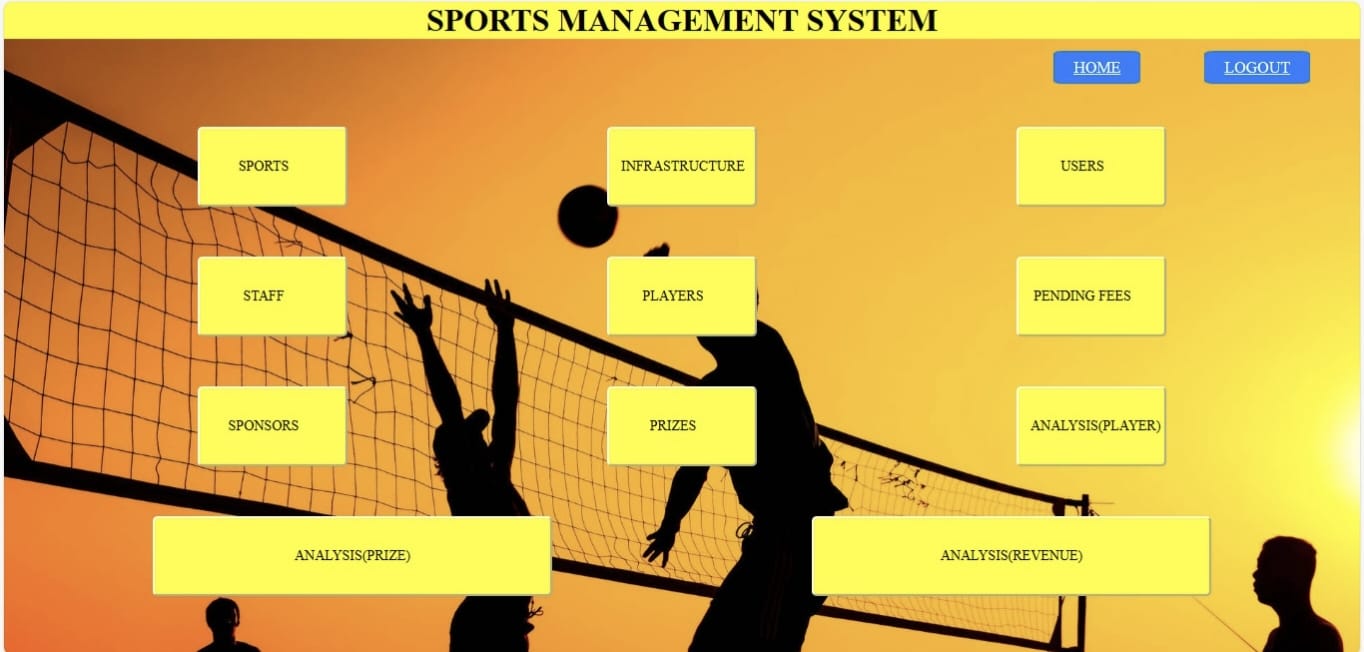 SPORTS MANAGEMENT SYSTEM
HOME LOGOUT
SPORTS INFRASTRUCTURE USERS
STAFF PLAYERS PENDING FEES
SPONSORS PRIZES ANALYSIS(PLAYER)
ANALYSIS(PRIZE) ANALYSIS(REVENUE)